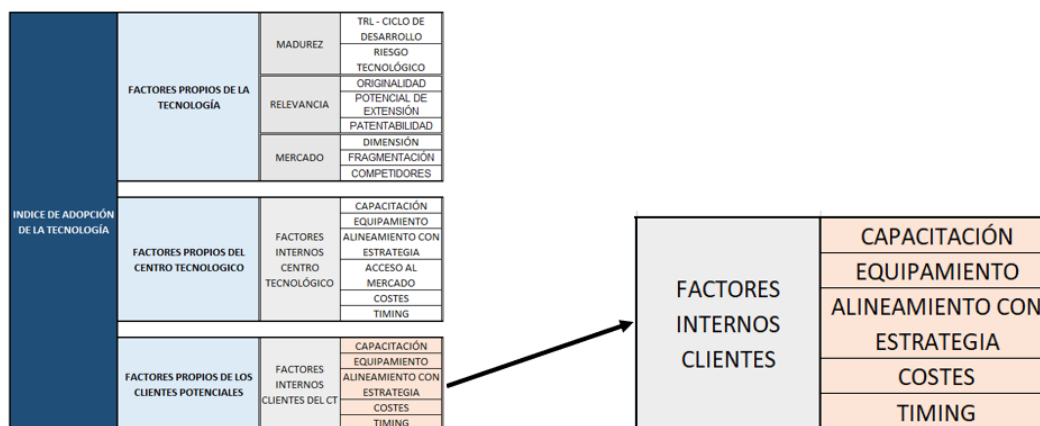 INDICE DE ADOPCIÓN
DE LA TECNOLOGÍA
FACTORES PROPIOS DE LA
TECNOLOGÍA
MADUREZ
TRL - CICLO DE
DESARROLLO
RIESGO
TECNOLÓGICO
RELEVANCIA
ORIGINALIDAD
POTENCIAL DE
EXTENSIÓN
PATENTABILIDAD
MERCADO
DIMENSIÓN
FRAGMENTACIÓN
COMPETIDORES
FACTORES PROPIOS DEL
CENTRO TECNOLOGICO
FACTORES
INTERNOS
CENTRO
TECNOLÓGICO
CAPACITACIÓN
EQUIPAMIENTO
ALINEAMIENTO CON
ESTRATEGIA
ACCESO AL
MERCADO
COSTES
TIMING
FACTORES PROPIOS DE LOS
CLIENTES POTENCIALES
FACTORES
INTERNOS
CLIENTES DEL CT
CAPACITACIÓN
EQUIPAMIENTO
ALINEAMIENTO CON
ESTRATEGIA
COSTES
TIMING
FACTORES
INTERNOS
CLIENTES
CAPACITACIÓN
EQUIPAMIENTO
ALINEAMIENTO CON
ESTRATEGIA
COSTES
TIMING